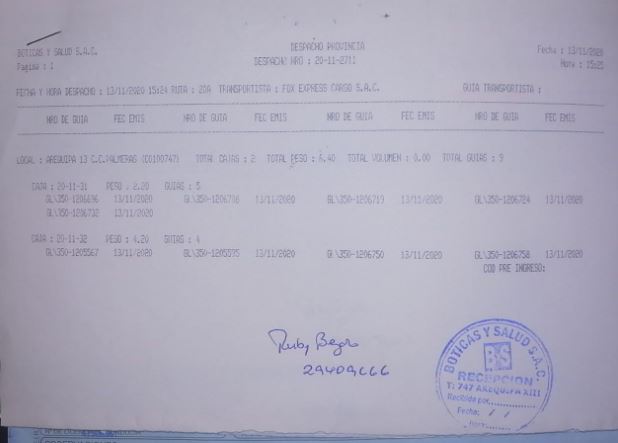 BOTICAS Y SALUD S.A.C. DESPACHO PROVINCIA Fecha : 13/11/2020
Pagina : 1 DESPACHO NRO : 20-11-2711 Hora : 15:25
FECHA Y HORA DESPACHO : 13/11/2020 15:24 RUTA : 20A TRANSPORTISTA : FOX EXPRESS CARGO S.A.C. GUIA TRANSPORTISTA :
NRO DE GUIA FEC EMIS NRO DE GUIA FEC EMIS NRO DE GUIA FEC EMIS NRO DE GUIA FEC EMIS
LOCAL : AREQUIPA 13 C.C.PALMERAS (C0100747) TOTAL CAJAS : 2 TOTAL PESO : 6.40 TOTAL VOLUMEN : 0.00 TOTAL GUIAS : 9
CAJA : 20-11-31 PESO : 2.20 GUIAS : 5
GL\350-1206696 13/11/2020 13/11/2020 GL\350-1206719 13/11/2020 GL\350-1206724 13/11/2020
GL\350-1206732 13/11/2020
CAJA : 20-11-32 PESO : 4.20 GUIAS : 4
GL\350-1205567 13/11/2020 GL\350-1205595 13/11/2020 GL\350-1206750 13/11/2020 GL\350-1206758 13/11/2020
COD PRE INGRESO:
Ruby
29409666
BOTICAS Y SALUD S.A.C.
BS
RECEPCION
T: 747 AREQUIPA XIII
Recibido por
Fecha: / /
Hora: